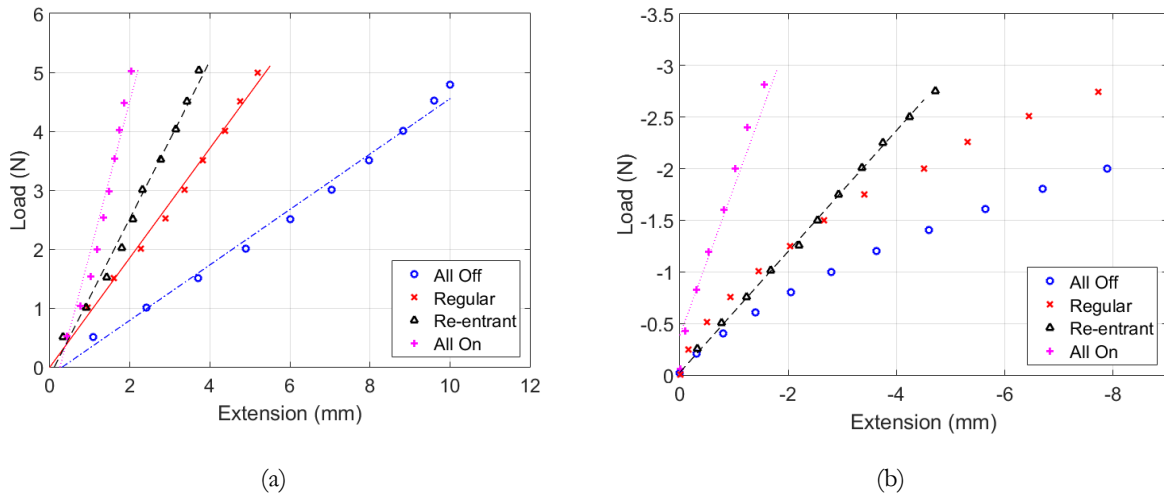 6
5
4
3
2
1
0
Load (N)
0 2 4 6 8 10 12
Extension (mm)
All Off
Regular
Re-entrant
All On
(a)
-3.5
-3
-2.5
-2
-1.5
-1
-0.5
0
Load (N)
0 -2 -4 -6 -8
Extension (mm)
All Off
Regular
Re-entrant
All On
(b)